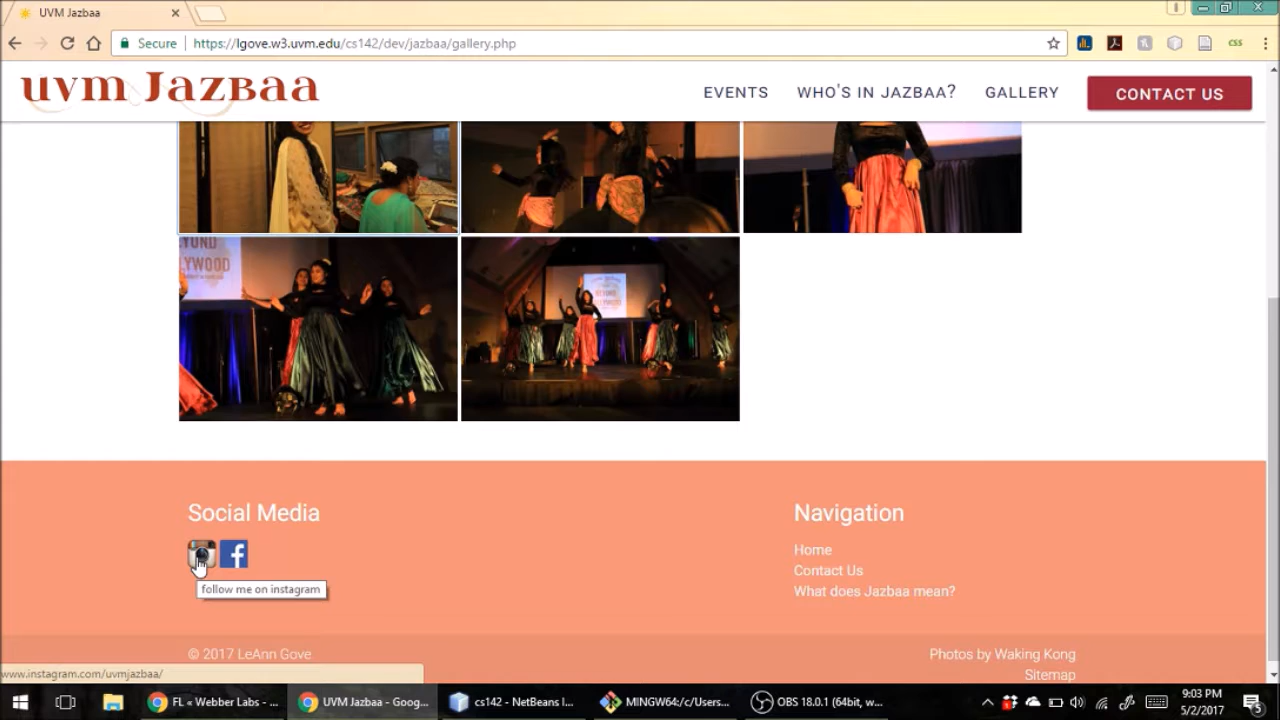 UVM Jazbaa
Secure https://lgove.w3.uvm.edu/cs142/dev/jazbaa/gallery.php
CSS
uvm Jazbaa
EVENTS WHO'S IN JAZBAA? GALLERY CONTACT US
BEYOND
Social Media Navigation
follow me on instagram
Home
Contact Us
What does Jazbaa mean?
© 2017 LeAnn Gove Photos by Waking Kong
www.instagram.com/uvmjazbaa/ Sitemap
FL « Webber Labs - ... UVM Jazbaa - Goog... cs142 - NetBeans I... MINGW64:/c/Users... OBS 18.0.1 (64bit, w...
9:03 PM
5/2/2017